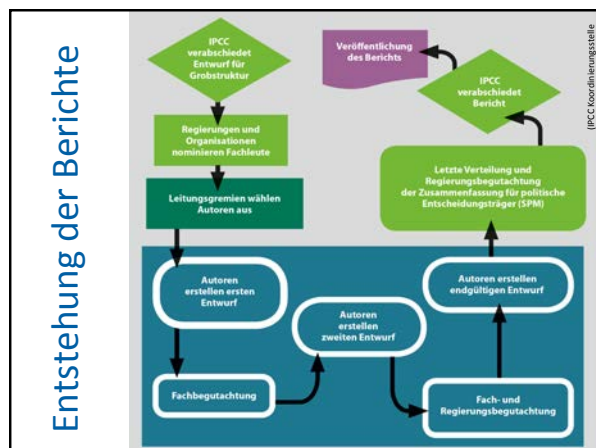 Entstehung der Berichte
IPCC
verabschiedet
Entwurf für
Grobstruktur
Regierungen und
Organisationen
nominieren Fachleute
Leitungsgremien wählen
Autoren aus
Autoren
erstellen ersten
Entwurf
Fachbegutachtung
Autoren
erstellen
zweiten Entwurf
Fach- und
Regierungsbegutachtung
Autoren erstellen
endgültigen Entwurf
Letzte Verteilung und
Regierungsbegutachtung
der Zusammenfassung für politische
Entscheidungsträger (SPM)
IPCC
verabschiedet
Bericht
Veröffentlichung
des Berichts
(IPCC Koordinierungsstelle